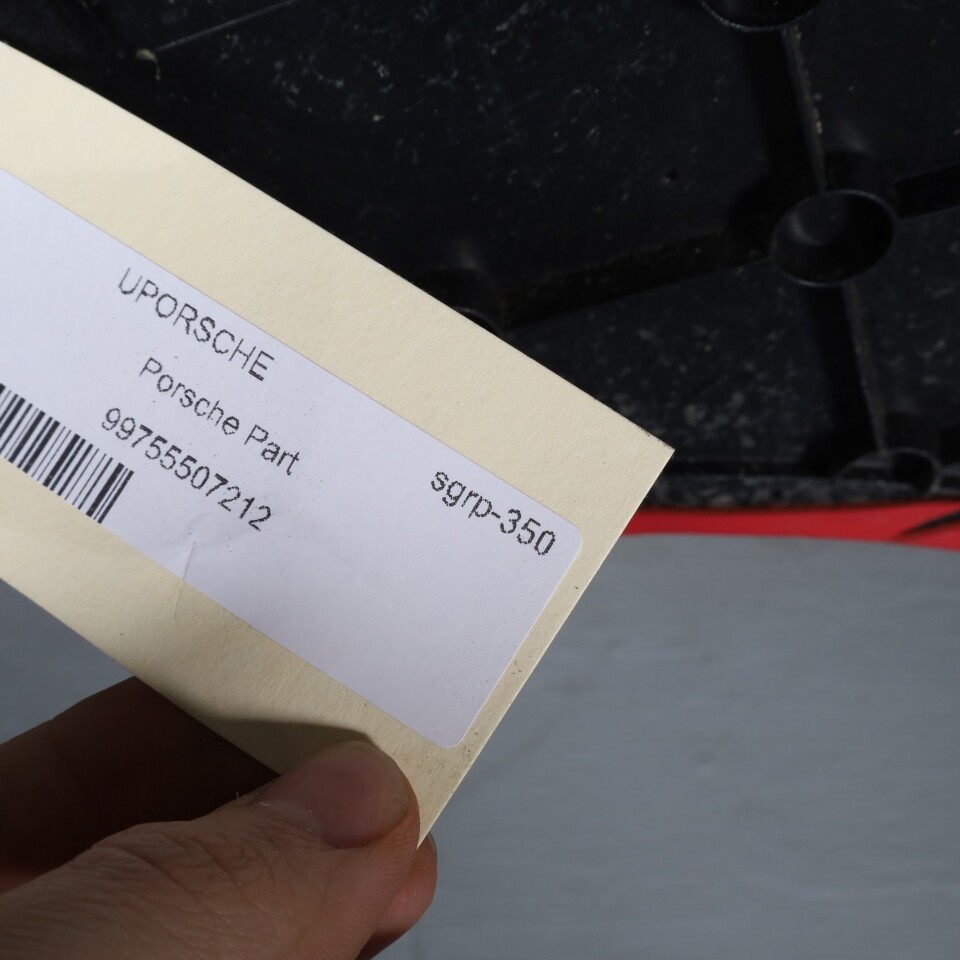 UPORSCHE
Porsche Part
99755507212
sgrp-350